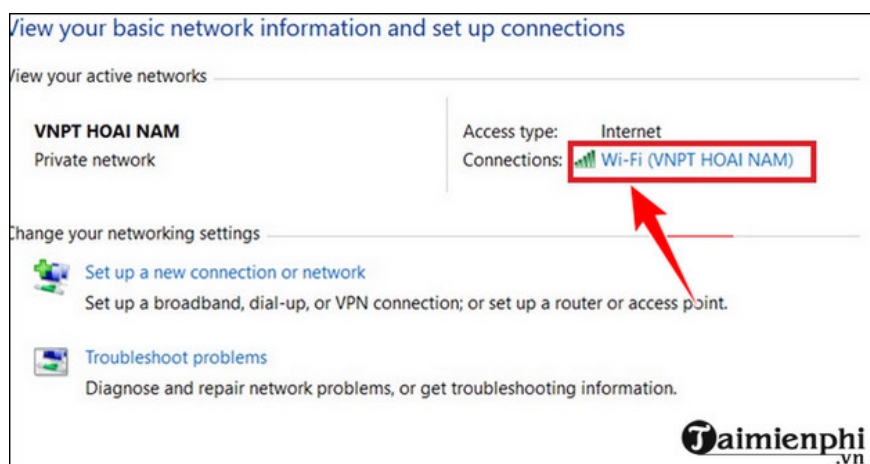 View your basic network information and set up connections
View your active networks
VNPT HOAI NAM
Private network
Access type: Internet
Connections: Wi-Fi (VNPT HOAI NAM)
Change your networking settings
Set up a new connection or network
Set up a broadband, dial-up, or VPN connection; or set up a router or access point.
Troubleshoot problems
Diagnose and repair network problems, or get troubleshooting information.
Taimienphi
.vn